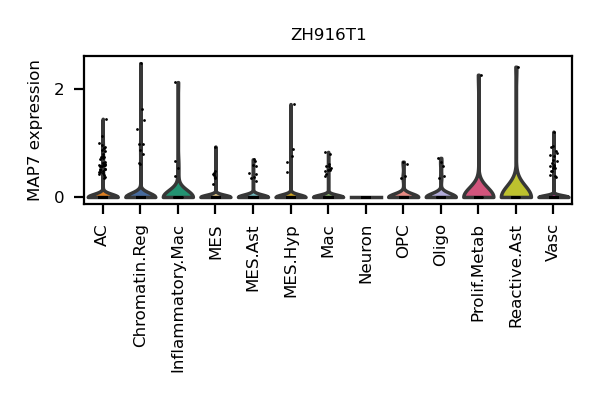 ZH916T1
MAP7 expression
2
0
AC
Chromatin.Reg
Inflammatory.Mac
MES
MES.Ast
MES.Hyp
Mac
Neuron
OPC
Oligo
Prolif.Metab
Reactive.Ast
Vasc